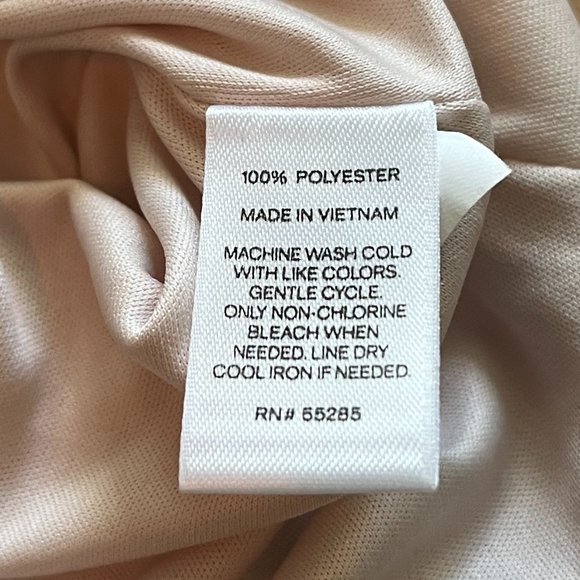 100% POLYESTER
MADE IN VIETNAM
MACHINE WASH COLD
WITH LIKE COLORS.
GENTLE CYCLE.
ONLY NON-CHLORINE
BLEACH WHEN
NEEDED. LINE DRY
COOL IRON IF NEEDED.
RN# 55285